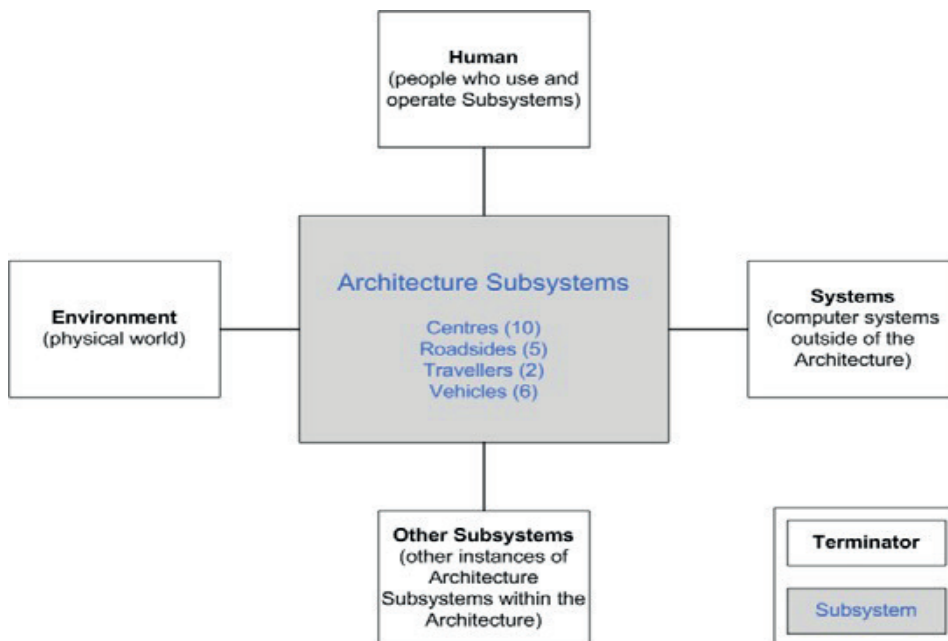 Human
(people who use and
operate Subsystems)
Architecture Subsystems
Centres (10)
Roadsides (5)
Travellers (2)
Vehicles (6)
Environment
(physical world)
Systems
(computer systems
outside of the
Architecture)
Other Subsystems
(other instances of
Architecture
Subsystems within the
Architecture)
Terminator
Subsystem